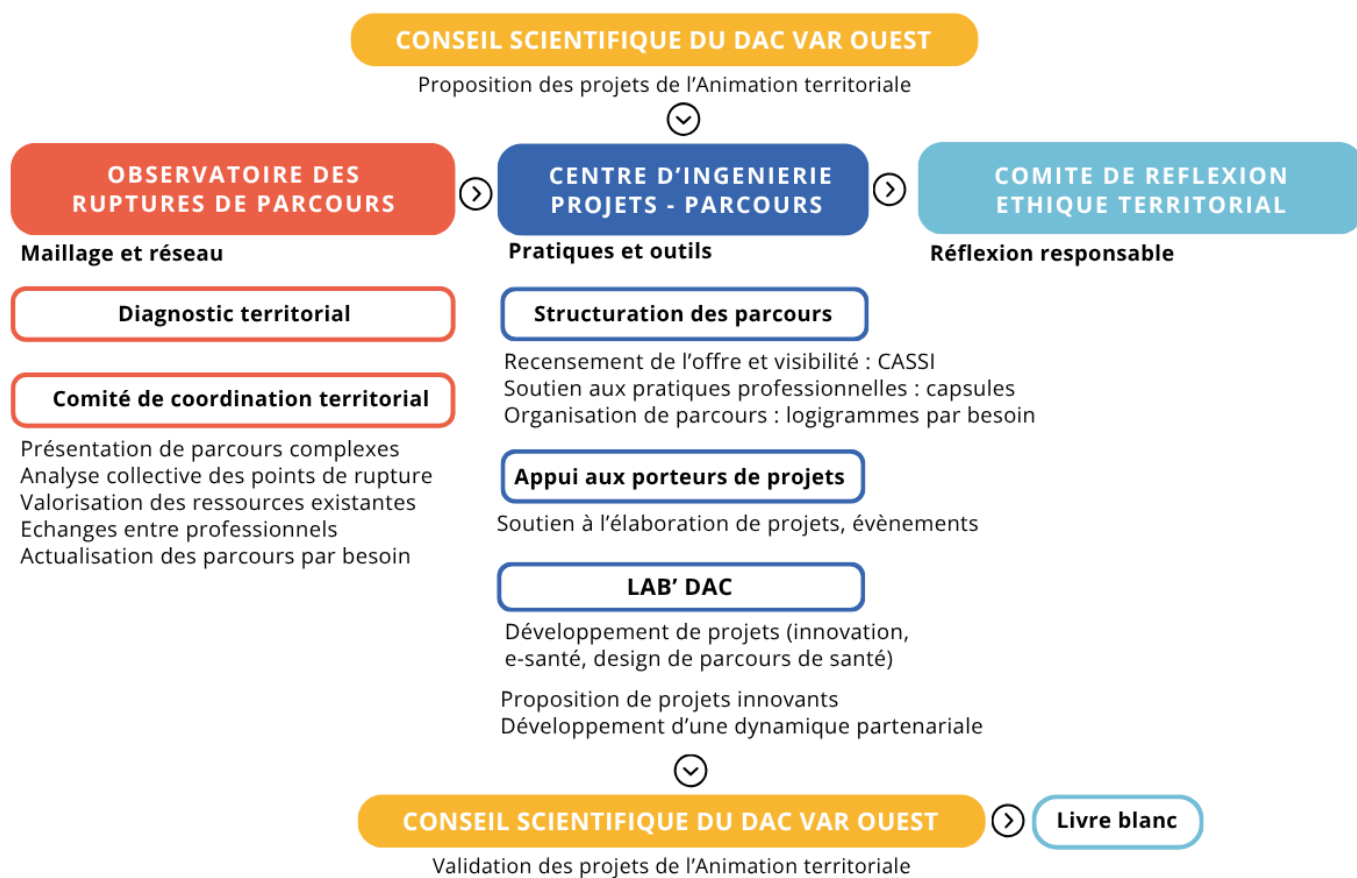 CONSEIL SCIENTIFIQUE DU DAC VAR OUEST
Proposition des projets de l'Animation territoriale
OBSERVATOIRE DES
RUPTURES DE PARCOURS
Maillage et réseau
Diagnostic territorial
Comité de coordination territorial
Présentation de parcours complexes
Analyse collective des points de rupture
Valorisation des ressources existantes
Echanges entre professionnels
Actualisation des parcours par besoin
CENTRE D'INGENIERIE
PROJETS - PARCOURS
Pratiques et outils
Structuration des parcours
Recensement de l'offre et visibilité : CASSI
Soutien aux pratiques professionnelles : capsules
Organisation de parcours : logigrammes par besoin
Appui aux porteurs de projets
Soutien à l'élaboration de projets, évènements
LAB' DAC
Développement de projets (innovation,
e-santé, design de parcours de santé)
Proposition de projets innovants
Développement d'une dynamique partenariale
COMITE DE REFLEXION
ETHIQUE TERRITORIAL
Réflexion responsable
CONSEIL SCIENTIFIQUE DU DAC VAR OUEST
Validation des projets de l'Animation territoriale
Livre blanc